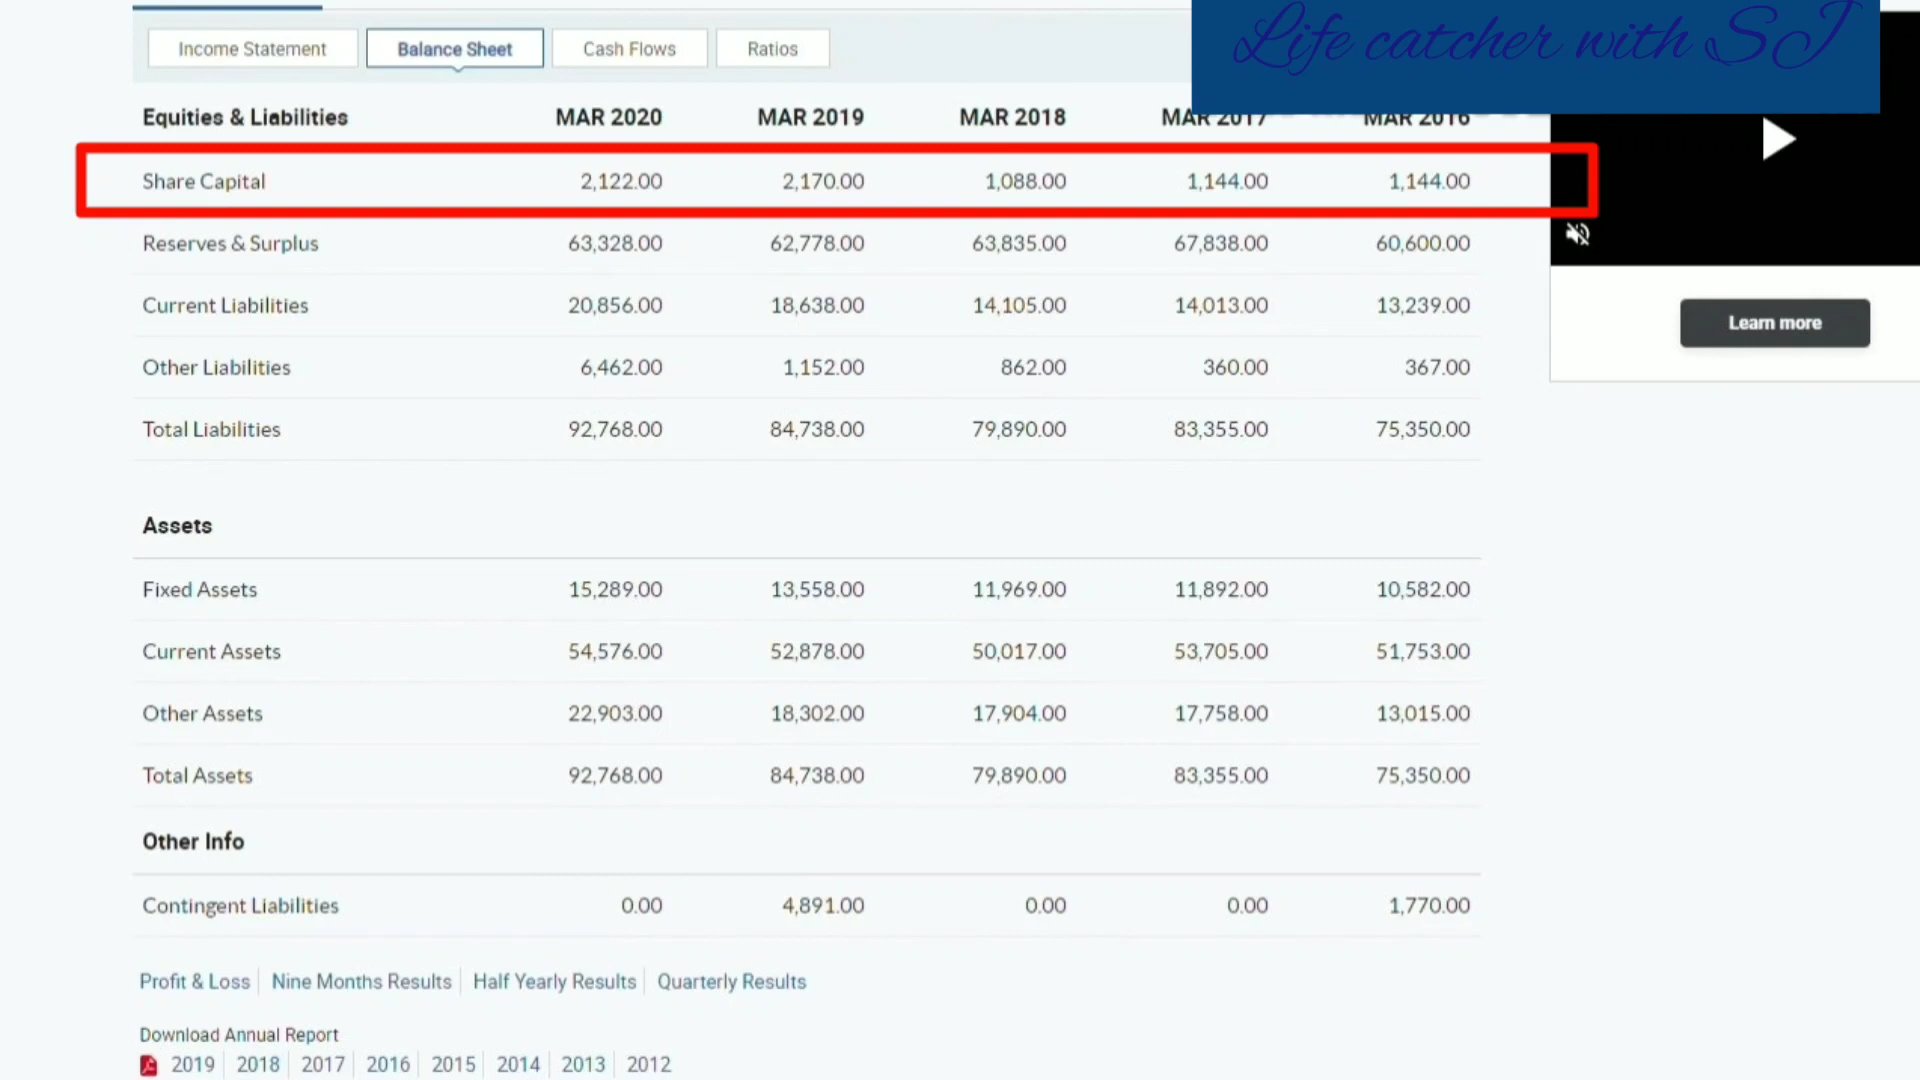 Life catcher with SJ
Income Statement Balance Sheet Cash Flows Ratios
Equities & Liabilities MAR 2020 MAR 2019 MAR 2018 MAR 2017 MAR 2016
Share Capital 2,122.00 2,170.00 1,088.00 1,144.00 1,144.00
Reserves & Surplus 63,328.00 62,778.00 63,835.00 67,838.00 60,600.00
Current Liabilities 20,856.00 18,638.00 14,105.00 14,013.00 13,239.00
Learn more
Other Liabilities 6,462.00 1,152.00 862.00 360.00 367.00
Total Liabilities 92,768.00 84,738.00 79,890.00 83,355.00 75,350.00
Assets
Fixed Assets 15,289.00 13,558.00 11,969.00 11,892.00 10,582.00
Current Assets 54,576.00 52,878.00 50,017.00 53,705.00 51,753.00
Other Assets 22,903.00 18,302.00 17,904.00 17,758.00 13,015.00
Total Assets 92,768.00 84,738.00 79,890.00 83,355.00 75,350.00
Other Info
Contingent Liabilities 0.00 4,891.00 0.00 0.00 1,770.00
Profit & Loss Nine Months Results Half Yearly Results Quarterly Results
Download Annual Report
2019 2018 2017 2016 2015 2014 2013 2012